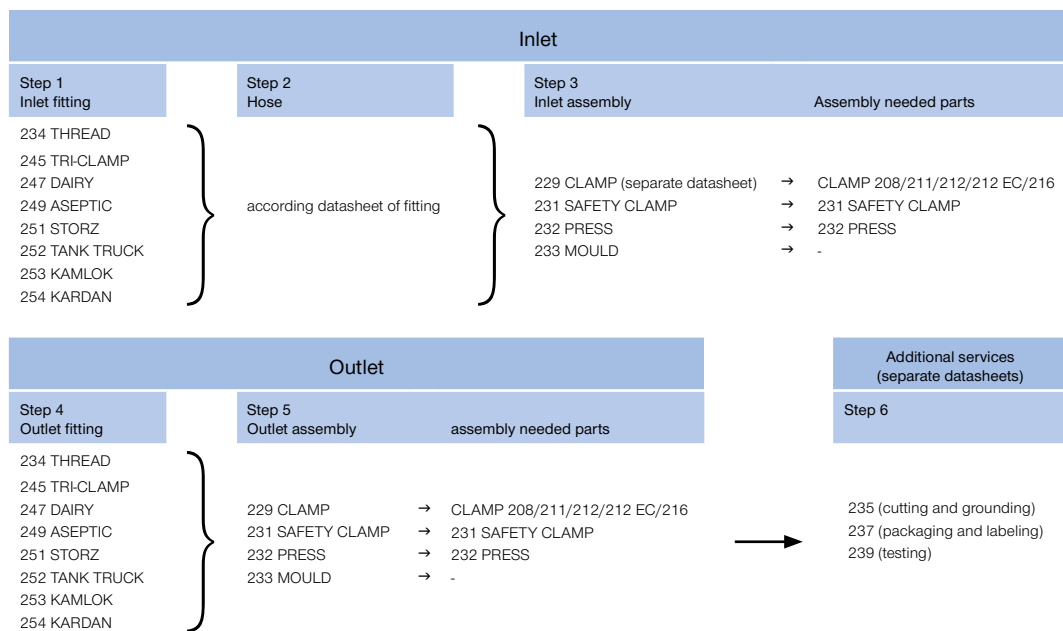 Inlet
Step 1
Inlet fitting
Step 2
Hose
Step 3
Inlet assembly
Assembly needed parts
234 THREAD
245 TRI-CLAMP
247 DAIRY
249 ASEPTIC
251 STORZ
252 TANK TRUCK
253 KAMLOK
254 KARDAN
according datasheet of fitting
229 CLAMP (separate datasheet) → CLAMP 208/211/212/212 EC/216
231 SAFETY CLAMP → 231 SAFETY CLAMP
232 PRESS → 232 PRESS
233 MOULD → -
Outlet
Step 4
Outlet fitting
Step 5
Outlet assembly
assembly needed parts
234 THREAD
245 TRI-CLAMP
247 DAIRY
249 ASEPTIC
251 STORZ
252 TANK TRUCK
253 KAMLOK
254 KARDAN
229 CLAMP → CLAMP 208/211/212/212 EC/216
231 SAFETY CLAMP → 231 SAFETY CLAMP
232 PRESS → 232 PRESS
233 MOULD → -
Additional services
(separate datasheets)
Step 6
235 (cutting and grounding)
237 (packaging and labeling)
239 (testing)